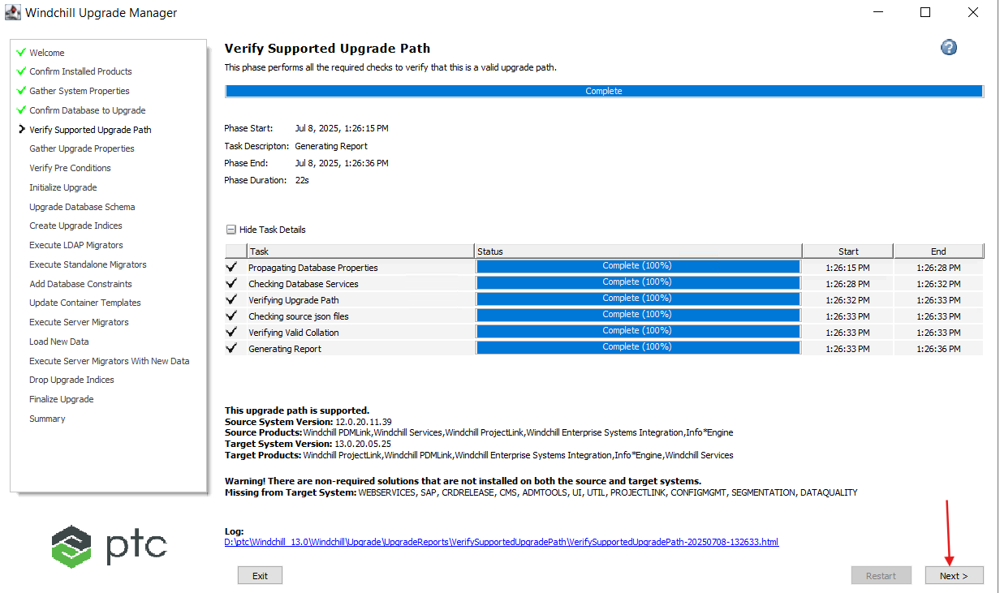 Windchill Upgrade Manager
Welcome
Confirm Installed Products
Gather System Properties
Confirm Database to Upgrade
Verify Supported Upgrade Path
Gather Upgrade Properties
Verify Pre Conditions
Initialize Upgrade
Upgrade Database Schema
Create Upgrade Indices
Execute LDAP Migrators
Execute Standalone Migrators
Add Database Constraints
Update Container Templates
Execute Server Migrators
Load New Data
Execute Server Migrators With New Data
Drop Upgrade Indices
Finalize Upgrade
Summary
ptc
Verify Supported Upgrade Path
?
This phase performs all the required checks to verify that this is a valid upgrade path.
Complete
Phase Start: Jul 8, 2025, 1:26:15 PM
Task Descripton: Generating Report
Phase End: Jul 8, 2025, 1:26:36 PM
Phase Duration: 22s
Hide Task Details
Task Status Start End
Propagating Database Properties Complete (100%) 1:26:15 PM 1:26:28 PM
Checking Database Services Complete (100%) 1:26:28 PM 1:26:32 PM
Verifying Upgrade Path Complete (100%) 1:26:32 PM 1:26:33 PM
Checking source json files Complete (100%) 1:26:33 PM 1:26:33 PM
Verifying Valid Collation Complete (100%) 1:26:33 PM 1:26:33 PM
Generating Report Complete (100%) 1:26:33 PM 1:26:36 PM
This upgrade path is supported.
Source System Version: 12.0.20.11.39
Source Products: Windchill PDMLink,Windchill Services,Windchill ProjectLink,Windchill Enterprise Systems Integration,Info*Engine
Target System Version: 13.0.20.05.25
Target Products: Windchill ProjectLink,Windchill PDMLink,Windchill Enterprise Systems Integration,Info*Engine,Windchill Services
Warning! There are non-required solutions that are not installed on both the source and target systems.
Missing from Target System: WEBSERVICES, SAP, CRDRELEASE, CMS, ADMTOOLS, UI, UTIL, PROJECTLINK, CONFIGMGMT, SEGMENTATION, DATAQUALITY
Log:
D:\ptc\Windchill_13.0\Windchill\Upgrade\UpgradeReports\VerifySupportedUpgradePath\VerifySupportedUpgradePath-20250708-132633.html
Exit
Restart
Next >